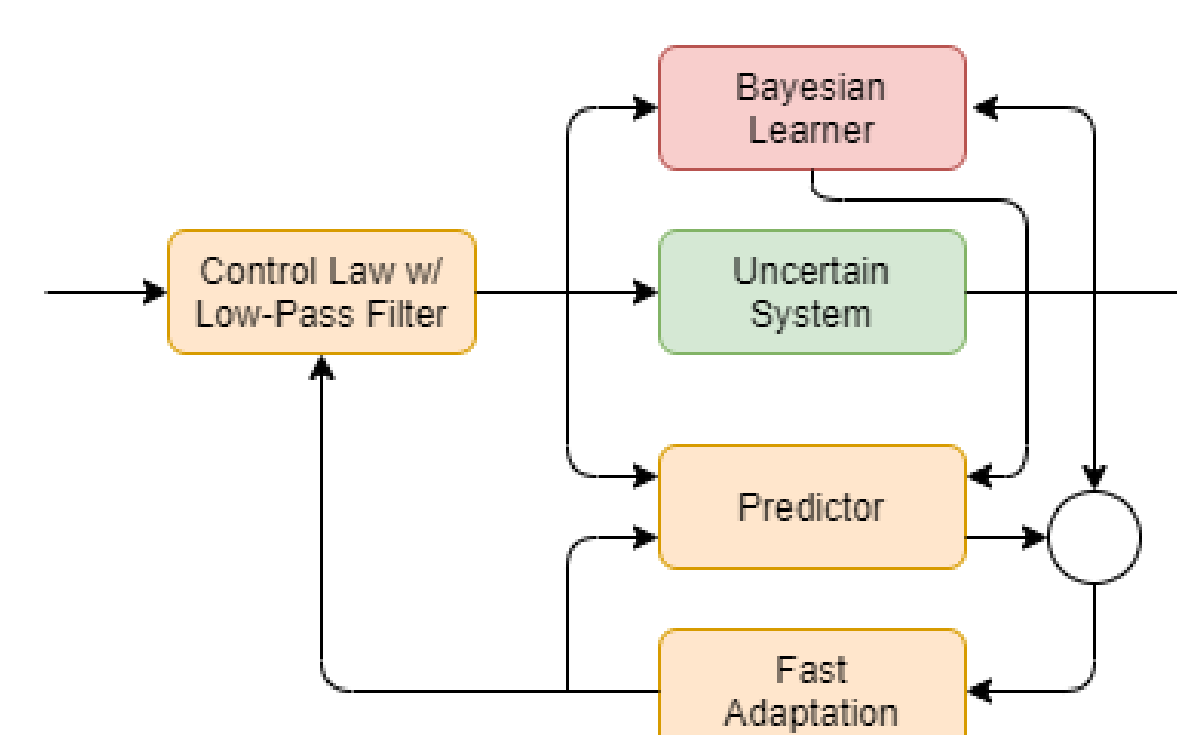 Bayesian
Learner
Control Law w/
Low-Pass Filter
Uncertain
System
Predictor
Fast
Adaptation